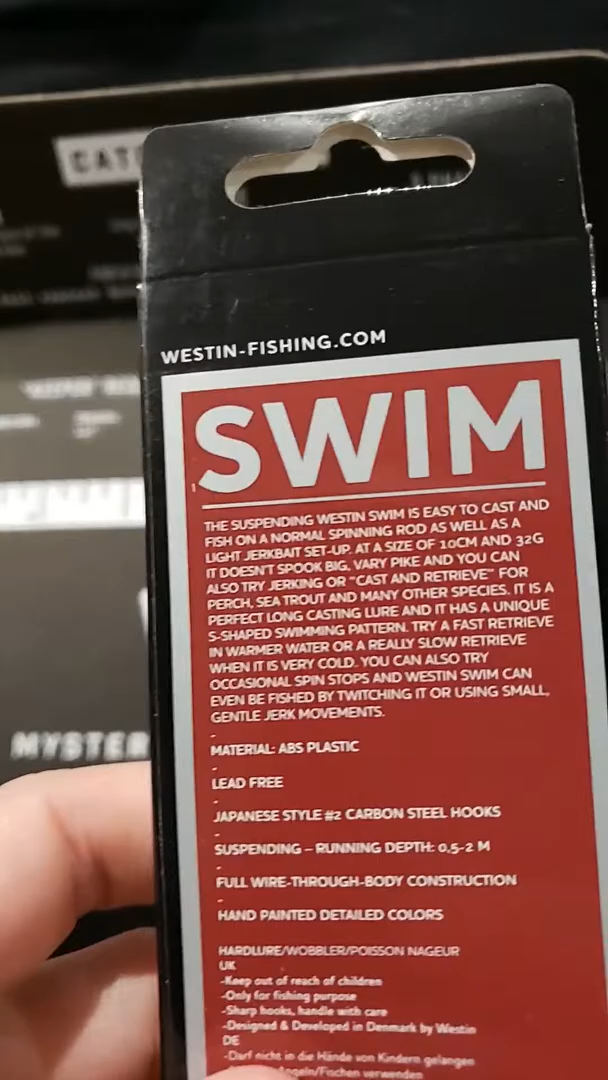 WESTIN-FISHING.COM
SWIM
THE SUSPENDING WESTIN SWIM IS EASY TO CAST AND
FISH ON A NORMAL SPINNING ROD AS WELL AS A
LIGHT JERKBAIT SET-UP. AT A SIZE OF 10CM AND 32G
IT DOESN'T SPOOK BIG, VARY PIKE AND YOU CAN
ALSO TRY JERKING OR "CAST AND RETRIEVE" FOR
PERCH, SEA TROUT AND MANY OTHER SPECIES. IT IS A
PERFECT LONG CASTING LURE AND IT HAS A UNIQUE
S-SHAPED SWIMMING PATTERN. TRY A FAST RETRIEVE
IN WARMER WATER OR A REALLY SLOW RETRIEVE
WHEN IT IS VERY COLD. YOU CAN ALSO TRY
OCCASIONAL SPIN STOPS AND WESTIN SWIM CAN
EVEN BE FISHED BY TWITCHING IT OR USING SMALL,
GENTLE JERK MOVEMENTS.
-
MATERIAL: ABS PLASTIC
-
LEAD FREE
-
JAPANESE STYLE #2 CARBON STEEL HOOKS
-
SUSPENDING – RUNNING DEPTH: 0,5-2 M
-
FULL WIRE-THROUGH-BODY CONSTRUCTION
-
HAND PAINTED DETAILED COLORS
HARDLURE/WOBBLER/POISSON NAGEUR
UK
-Keep out of reach of children
-Only for fishing purpose
-Sharp hooks, handle with care
-Designed & Developed in Denmark by Westin
DE
-Darf nicht in die Hände von Kindern gelangen
Angeln/Fischen verwenden
CAT
MYSTER